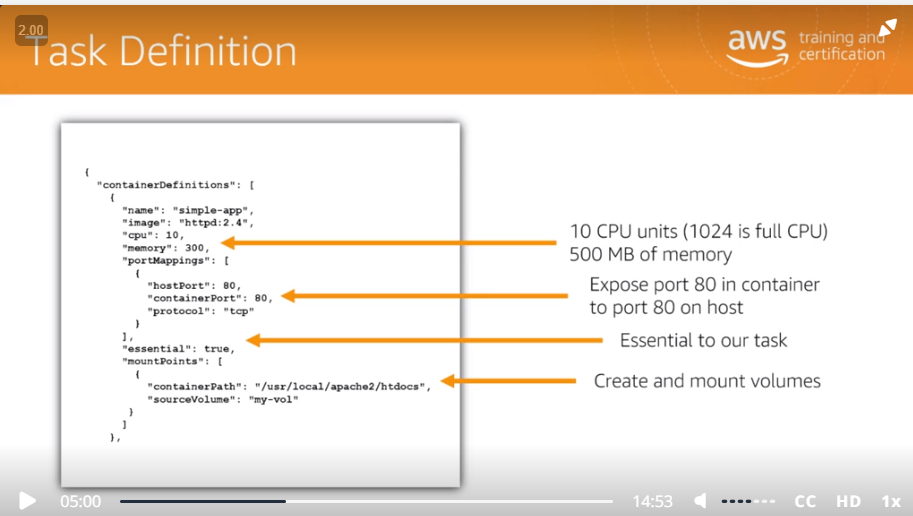 2.00
Task Definition
aws training and
certification
{
"containerDefinitions": [
{
"name": "simple-app",
"image": "httpd:2.4",
"cpu": 10,
"memory": 300,
"portMappings": [
{
"hostPort": 80,
"containerPort": 80,
"protocol": "tcp"
}
],
"essential": true,
"mountPoints": [
{
"containerPath": "/usr/local/apache2/htdocs",
"sourceVolume": "my-vol"
}
]
},
10 CPU units (1024 is full CPU)
500 MB of memory
Expose port 80 in container
to port 80 on host
Essential to our task
Create and mount volumes
05:00
14:53
CC
HD
1x